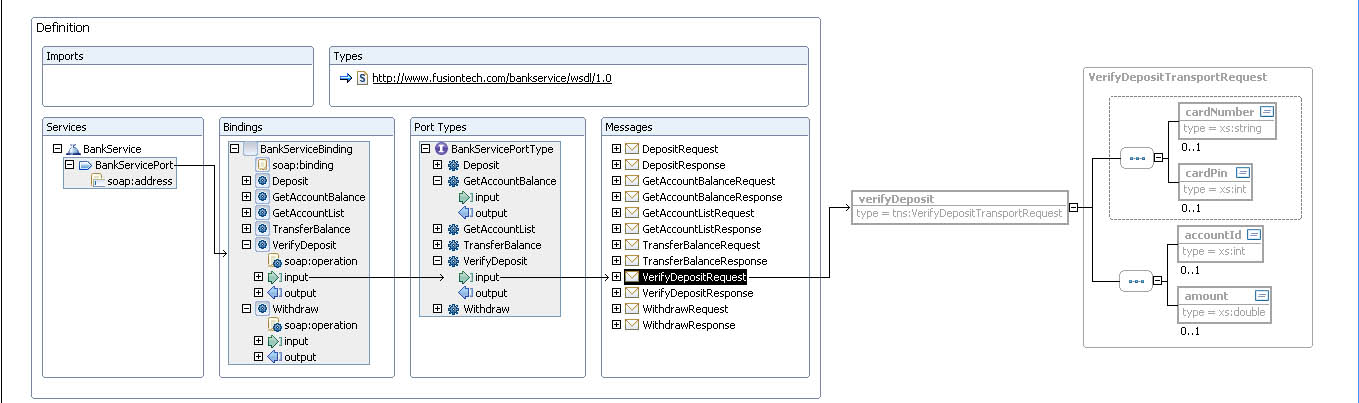 Definition
Imports
Types
http://www.fusiontech.com/bankservice/wsdl/1.0
Services
BankService
BankServicePort
soap:address
Bindings
BankServiceBinding
soap:binding
Deposit
GetAccountBalance
GetAccountList
TransferBalance
VerifyDeposit
soap:operation
input
output
Withdraw
soap:operation
input
output
Port Types
BankServicePortType
Deposit
GetAccountBalance
input
output
GetAccountList
TransferBalance
VerifyDeposit
input
output
Withdraw
Messages
DepositRequest
DepositResponse
GetAccountBalanceRequest
GetAccountBalanceResponse
GetAccountListRequest
GetAccountListResponse
TransferBalanceRequest
TransferBalanceResponse
VerifyDepositRequest
VerifyDepositResponse
WithdrawRequest
WithdrawResponse
verifyDeposit
type = tns:VerifyDepositTransportRequest
VerifyDepositTransportRequest
cardNumber
type = xs:string
0..1
cardPin
type = xs:int
0..1
accountId
type = xs:int
0..1
amount
type = xs:double
0..1